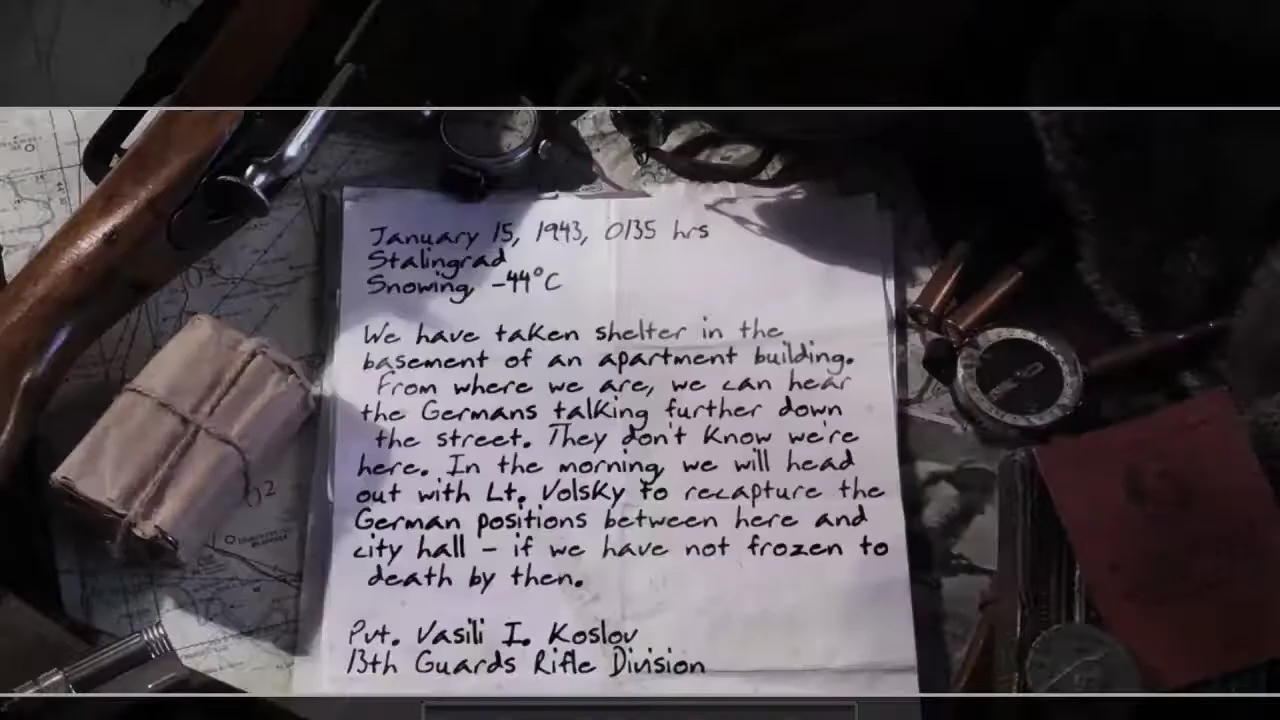 January 15, 1943, 0135 hrs
Stalingrad
Snowing, -44°C
We have taken shelter in the
basement of an apartment building.
From where we are, we can hear
the Germans talking further down
the street. They don't know we're
here. In the morning, we will head
out with Lt. Volsky to recapture the
German positions between here and
city hall - if we have not frozen to
death by then.
Pvt. Vasili I. Koslov
13th Guards Rifle Division
02